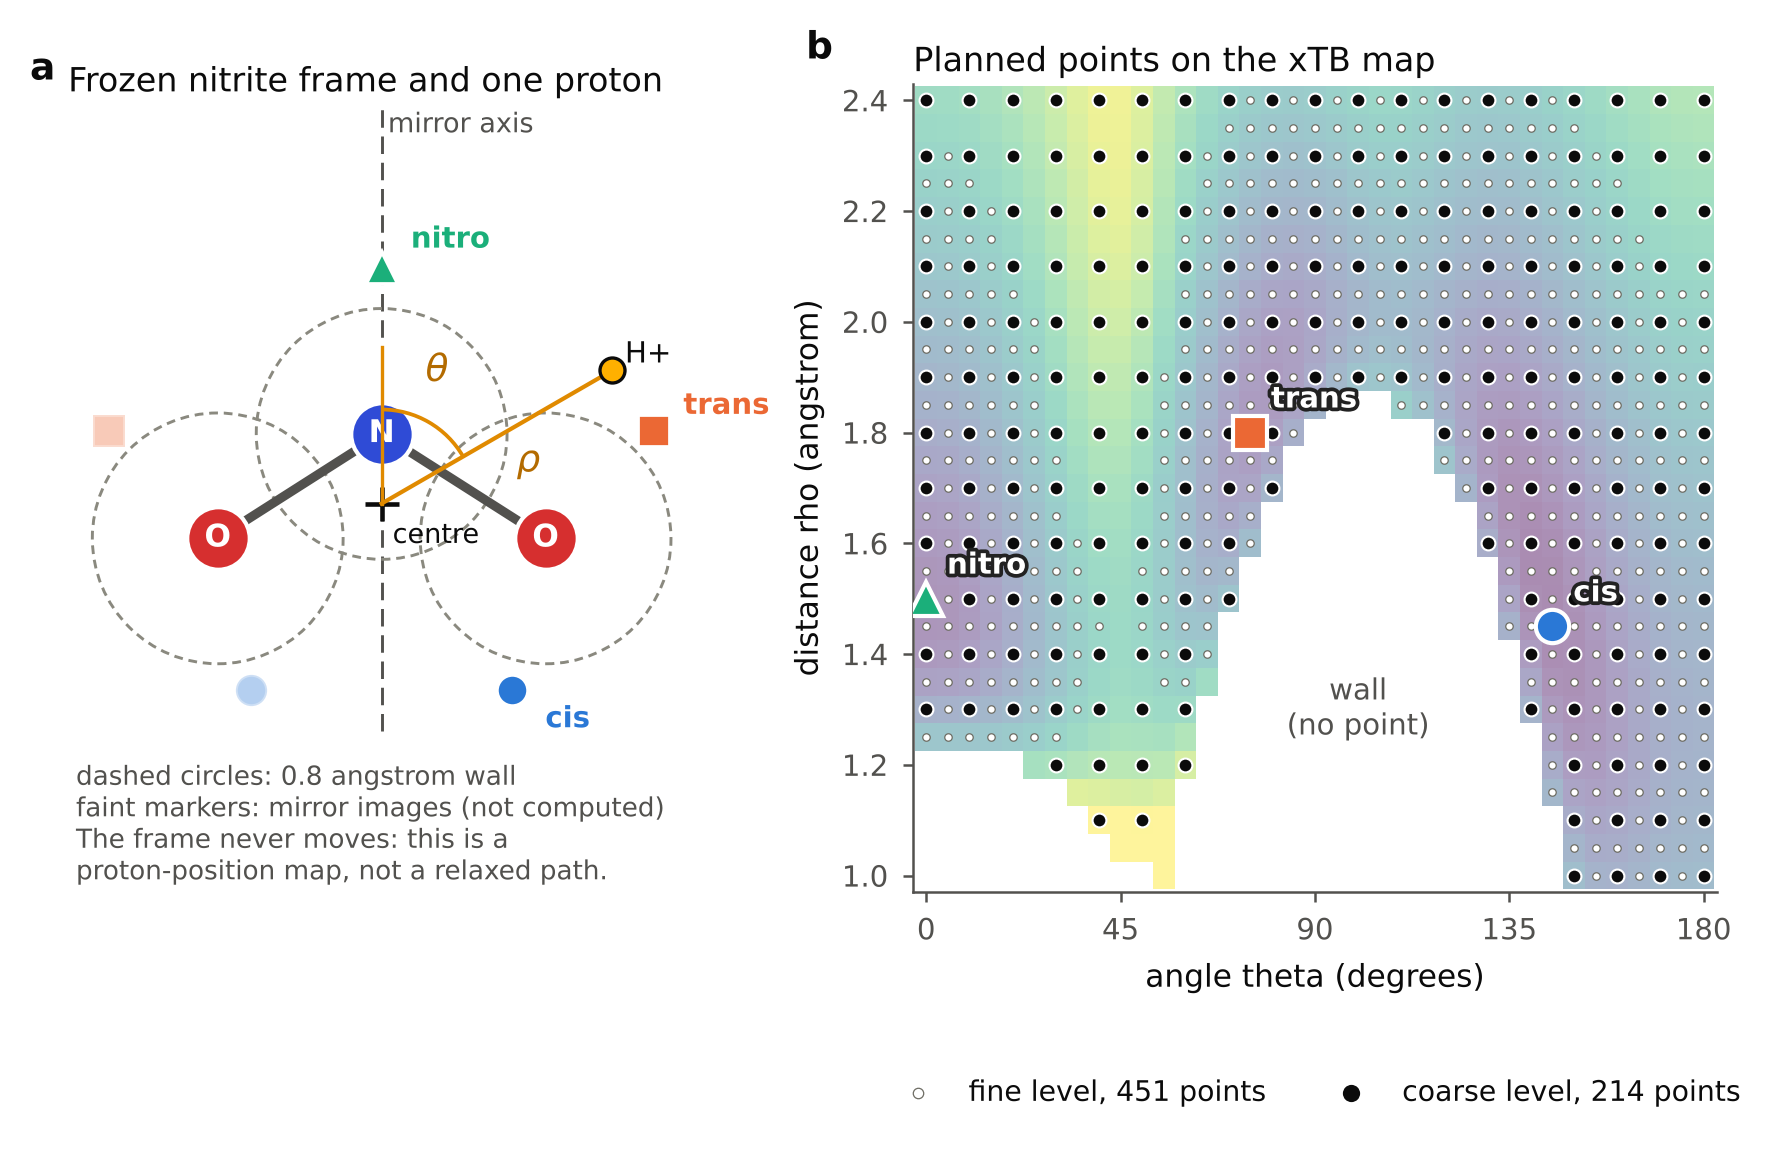 a Frozen nitrite frame and one proton
mirror axis
nitro
θ
H+
trans
N
ρ
O
O
centre
cis
dashed circles: 0.8 angstrom wall
faint markers: mirror images (not computed)
The frame never moves: this is a
proton-position map, not a relaxed path.
b Planned points on the xTB map
distance rho (angstrom)
2.4
2.2
2.0
1.8
1.6
1.4
1.2
1.0
trans
nitro
cis
wall
(no point)
0 45 90 135 180
angle theta (degrees)
fine level, 451 points
coarse level, 214 points